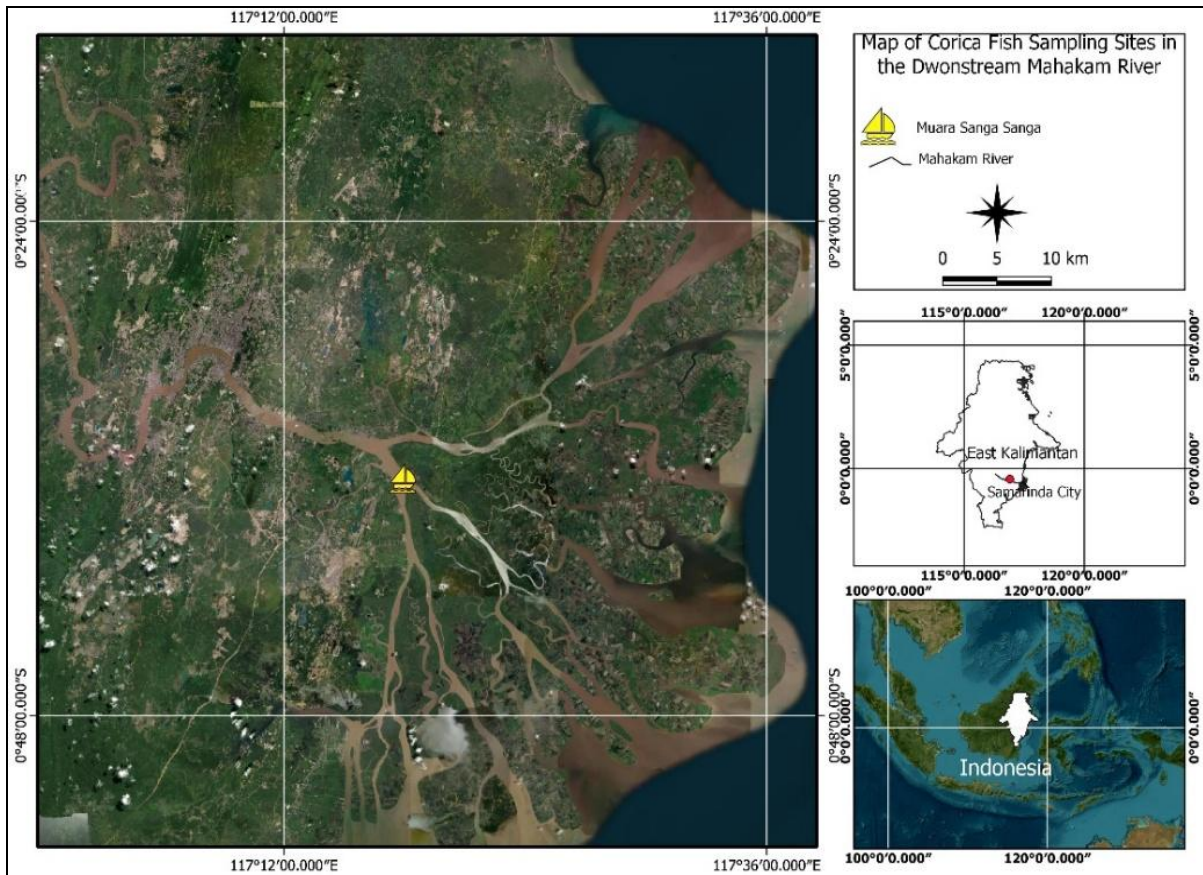 117°12'00.000"E
117°36'00.000"E
0°24'00.000"S
0°48'00.000"S
0°24'00.000"S
0°48'00.000"S
117°12'00.000"E
117°36'00.000"E
Map of Corica Fish Sampling Sites in
the Dwonstream Mahakam River
Muara Sanga Sanga
Mahakam River
0 5 10 km
115°0'0.000" 120°0'0.000"
5°0'0.000"
0°0'0.000"
5°0'0.000"
0°0'0.000"
East Kalimantan
Samarinda City
115°0'0.000" 120°0'0.000"
100°0'0.000" 120°0'0.000"
0°0'0.000"
0°0'0.000"
Indonesia
100°0'0.000" 120°0'0.000"